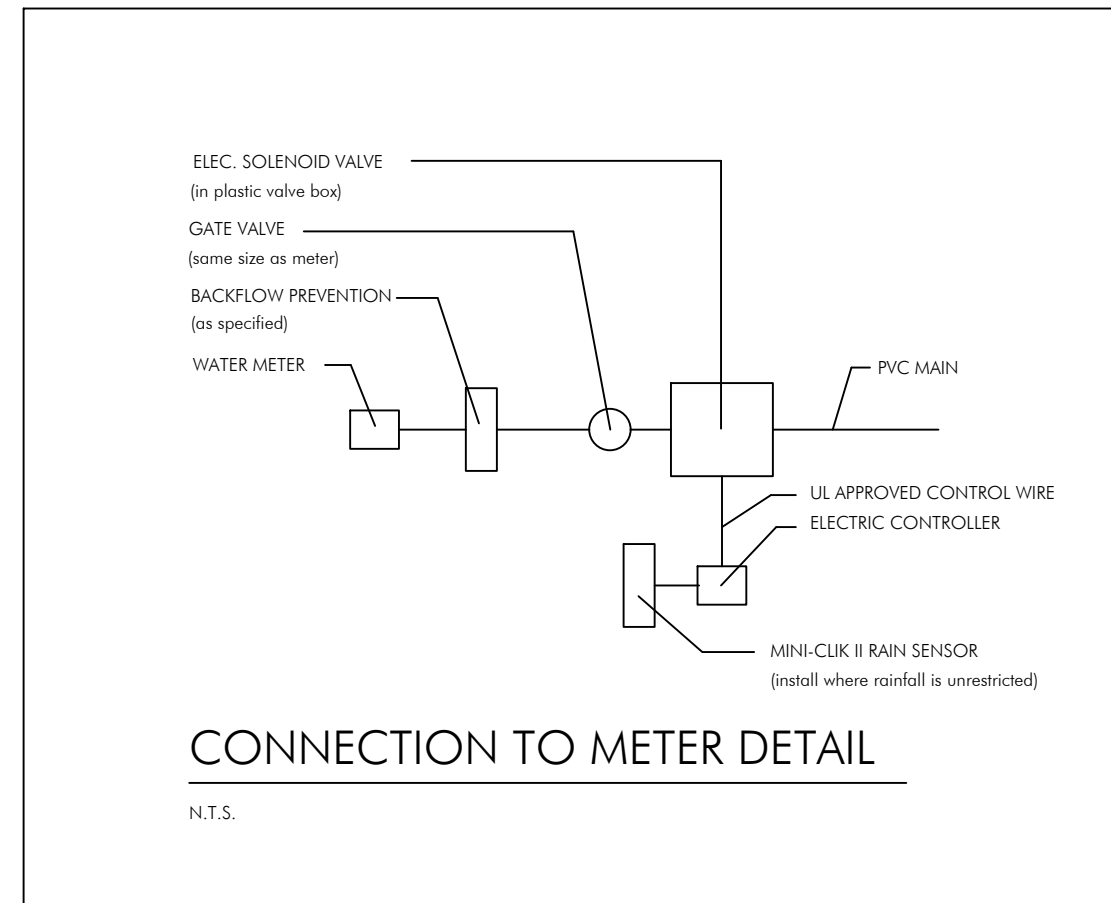 ELEC. SOLENOID VALVE
(in plastic valve box)
GATE VALVE
(same size as meter)
BACKFLOW PREVENTION
(as specified)
WATER METER
PVC MAIN
UL APPROVED CONTROL WIRE
ELECTRIC CONTROLLER
MINI-CLIK II RAIN SENSOR
(install where rainfall is unrestricted)
CONNECTION TO METER DETAIL
N.T.S.